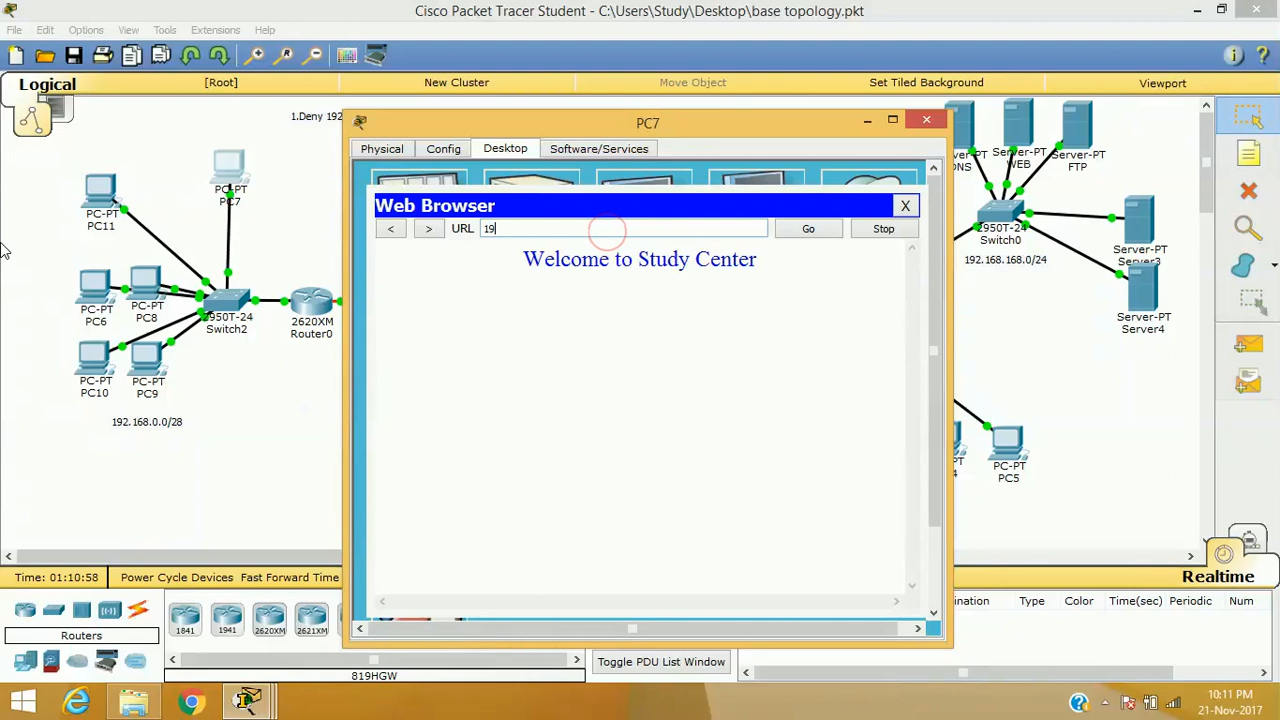 Cisco Packet Tracer Student - C:\Users\Study\Desktop\base topology.pkt
File Edit Options View Tools Extensions Help
Logical [Root] New Cluster Move Object Set Tiled Background Viewport
1.Deny 192
PC7
Physical Config Desktop Software/Services
Web Browser X
< > URL 19 Go Stop
Welcome to Study Center
PC-PT
PC7
PC-PT
PC11
PC-PT
PC6
PC-PT
PC8
2950T-24
Switch2
2620XM
Router0
PC-PT
PC10
PC-PT
PC9
192.168.0.0/28
Server-PT
WEB
Server-PT
FTP
2950T-24
Switch0
192.168.168.0/24
Server-PT
Server3
Server-PT
Server4
PC-PT
PC5
Time: 01:10:58 Power Cycle Devices Fast Forward Time
Realtime
Routers
1841 1941 2620XM 2621XM
819HGW
Toggle PDU List Window
ination Type Color Time(sec) Periodic Num
10:11 PM
21-Nov-2017